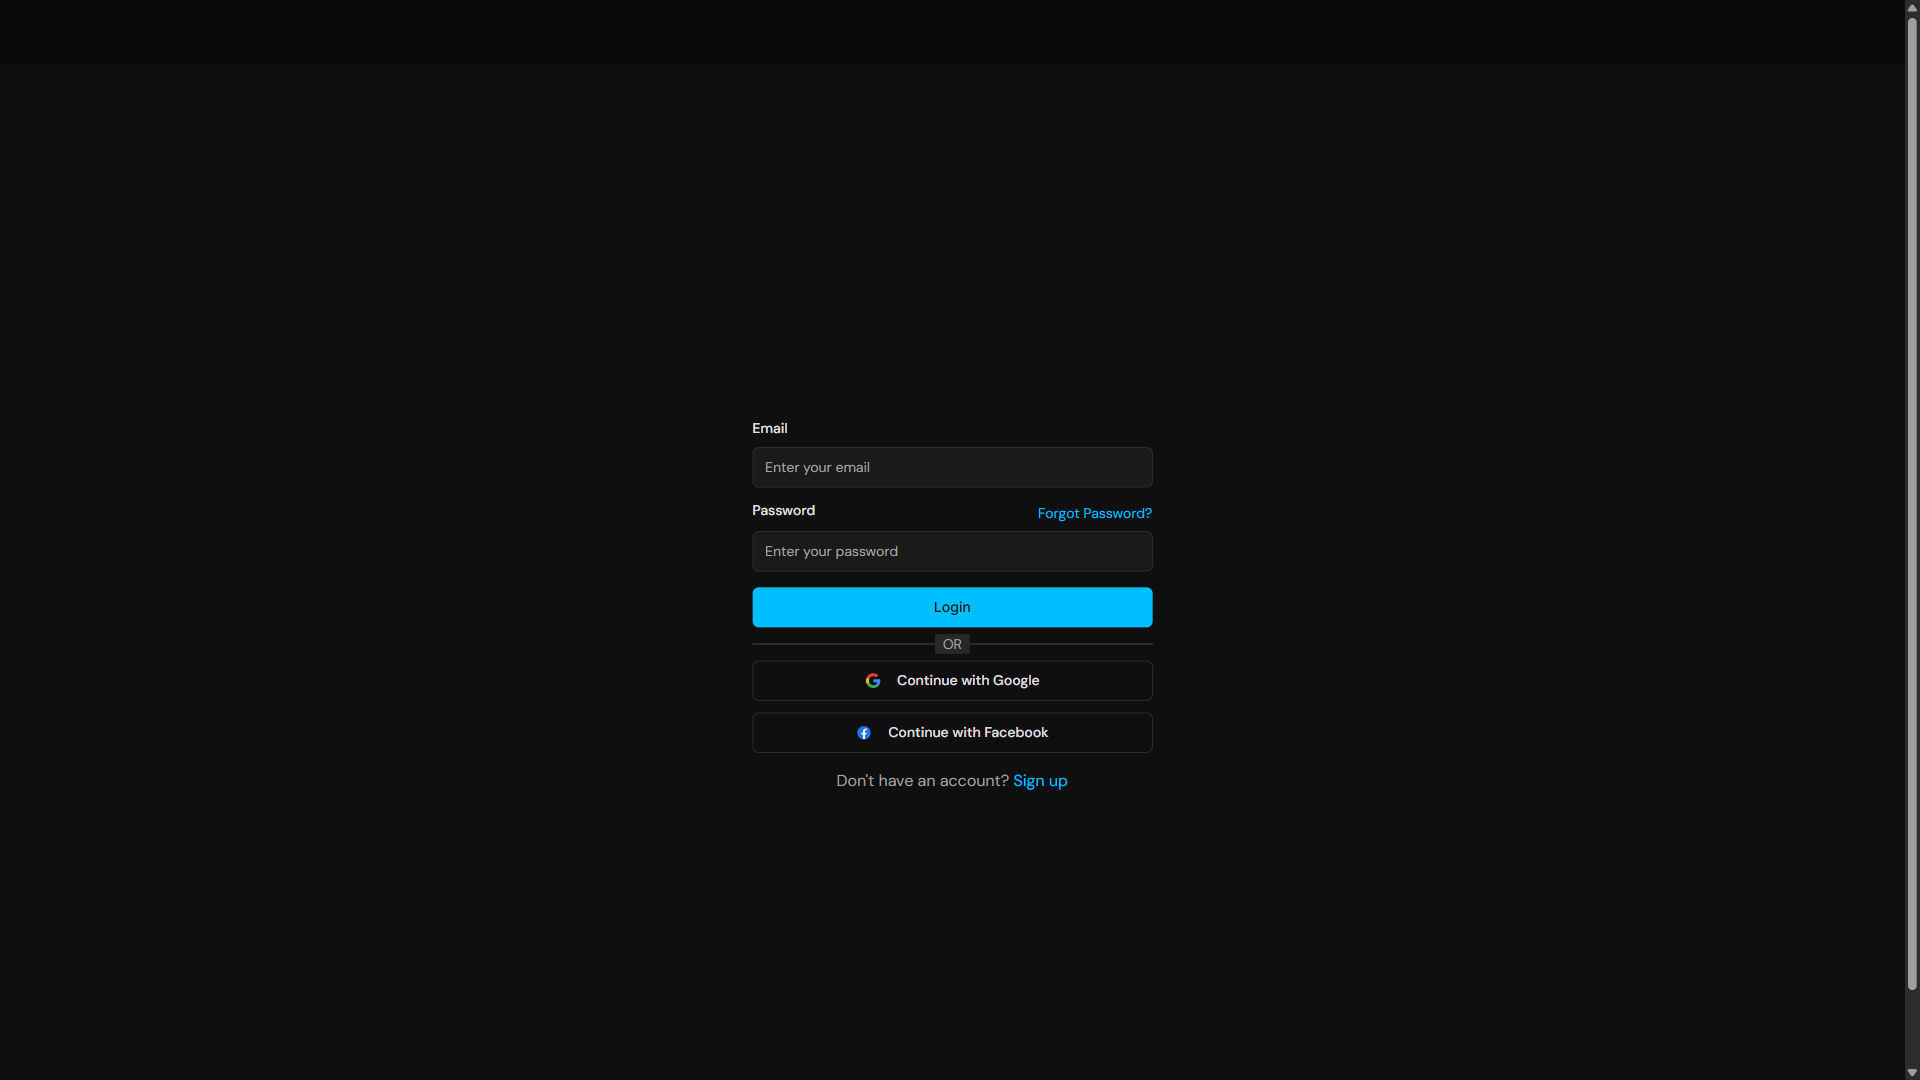 Email
Enter your email
Password
Forgot Password?
Enter your password
Login
OR
Continue with Google
Continue with Facebook
Don't have an account? Sign up